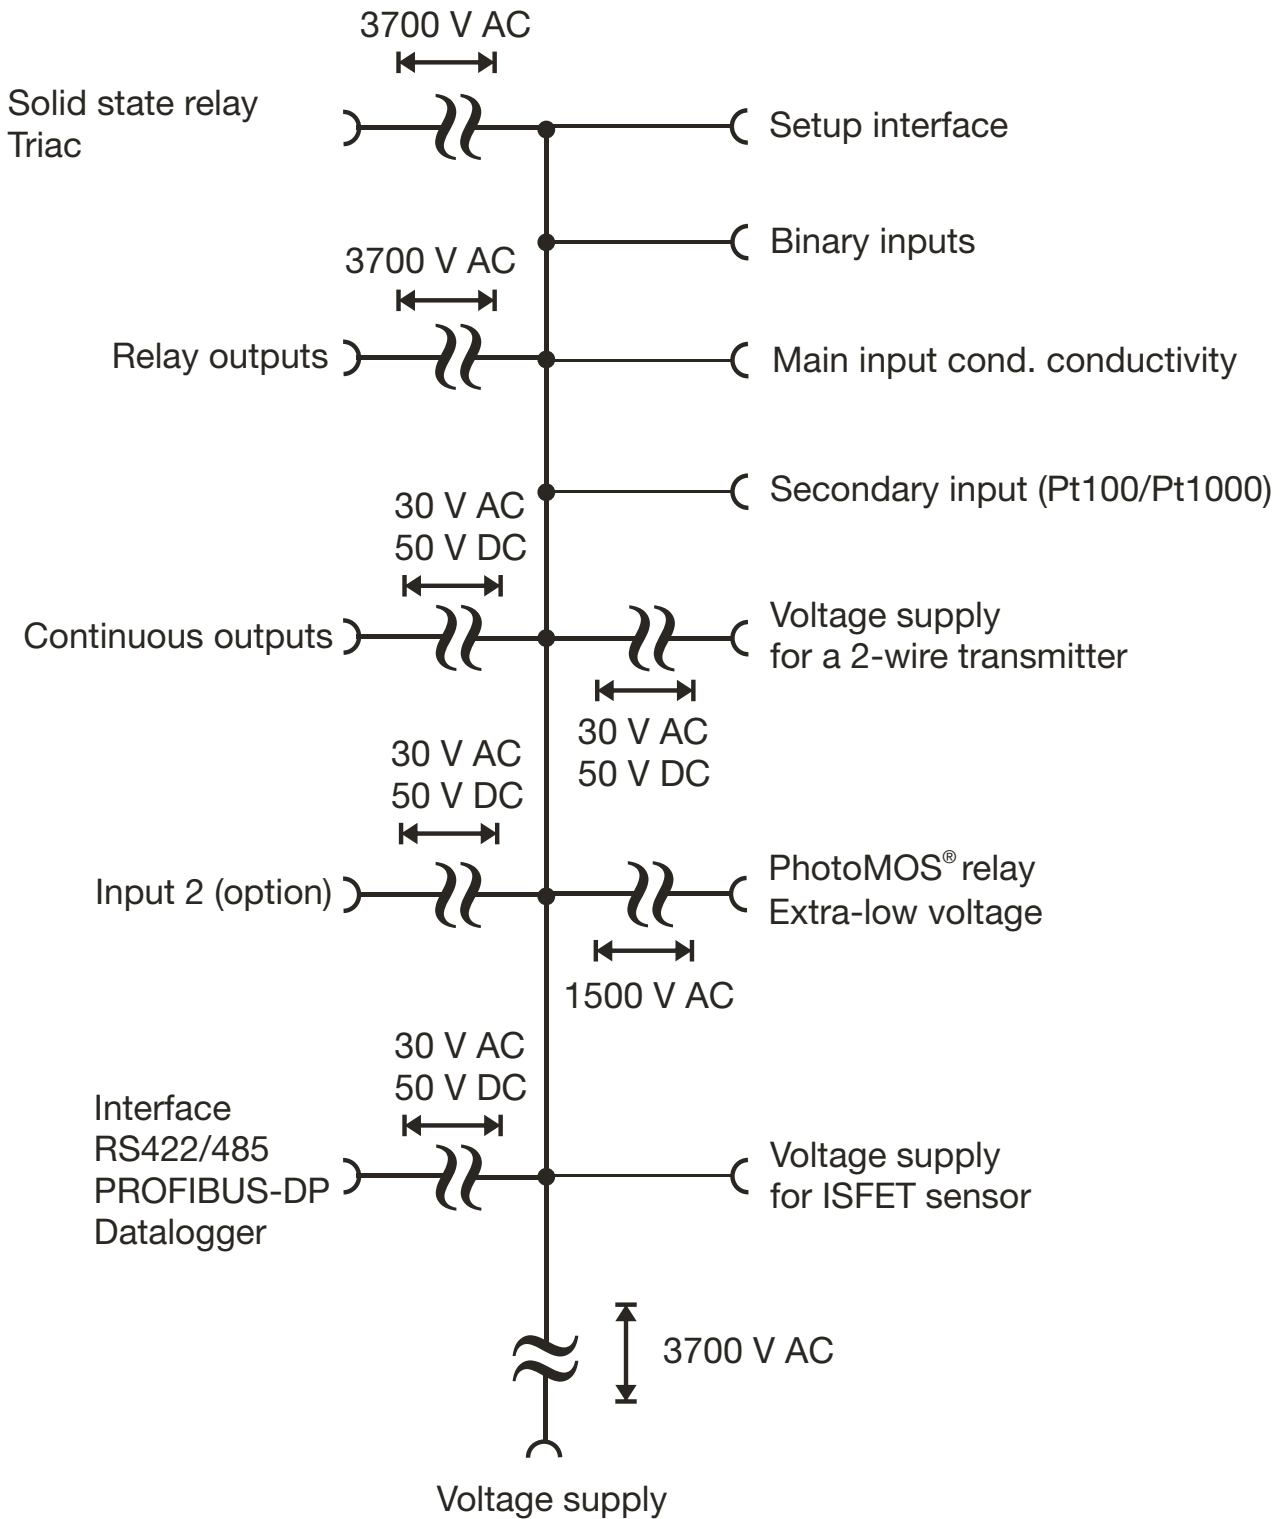 3700 V AC
Solid state relay
Triac
Setup interface
Binary inputs
3700 V AC
Relay outputs
Main input cond. conductivity
Secondary input (Pt100/Pt1000)
30 V AC
50 V DC
Continuous outputs
Voltage supply
for a 2-wire transmitter
30 V AC
50 V DC
30 V AC
50 V DC
Input 2 (option)
PhotoMOS® relay
Extra-low voltage
1500 V AC
30 V AC
50 V DC
Interface
RS422/485
PROFIBUS-DP
Datalogger
Voltage supply
for ISFET sensor
3700 V AC
Voltage supply